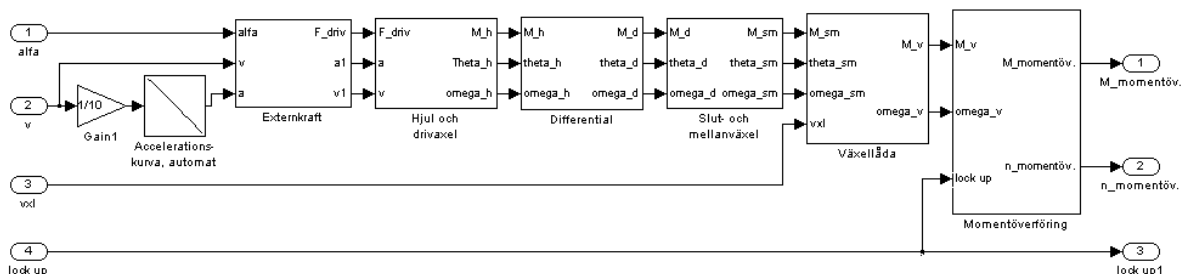 1
alfa
2
v
1/10
Gain1
Accelerations-
kurva, automat
3
vxl
4
lock up
alfa
v
a
F_driv
a1
v1
Externkraft
F_driv
a
v
M_h
Theta_h
omega_h
Hjul och
drivaxel
M_h
theta_h
omega_h
M_d
theta_d
omega_d
Differential
M_d
theta_d
omega_d
M_sm
theta_sm
omega_sm
Slut- och
mellanväxel
M_sm
theta_sm
omega_sm
vxl
M_v
omega_v
Växellåda
M_v
omega_v
lock up
M_momentöv.
n_momentöv.
Momentöverföring
1
M_momentöv.
2
n_momentöv.
3
lock up1